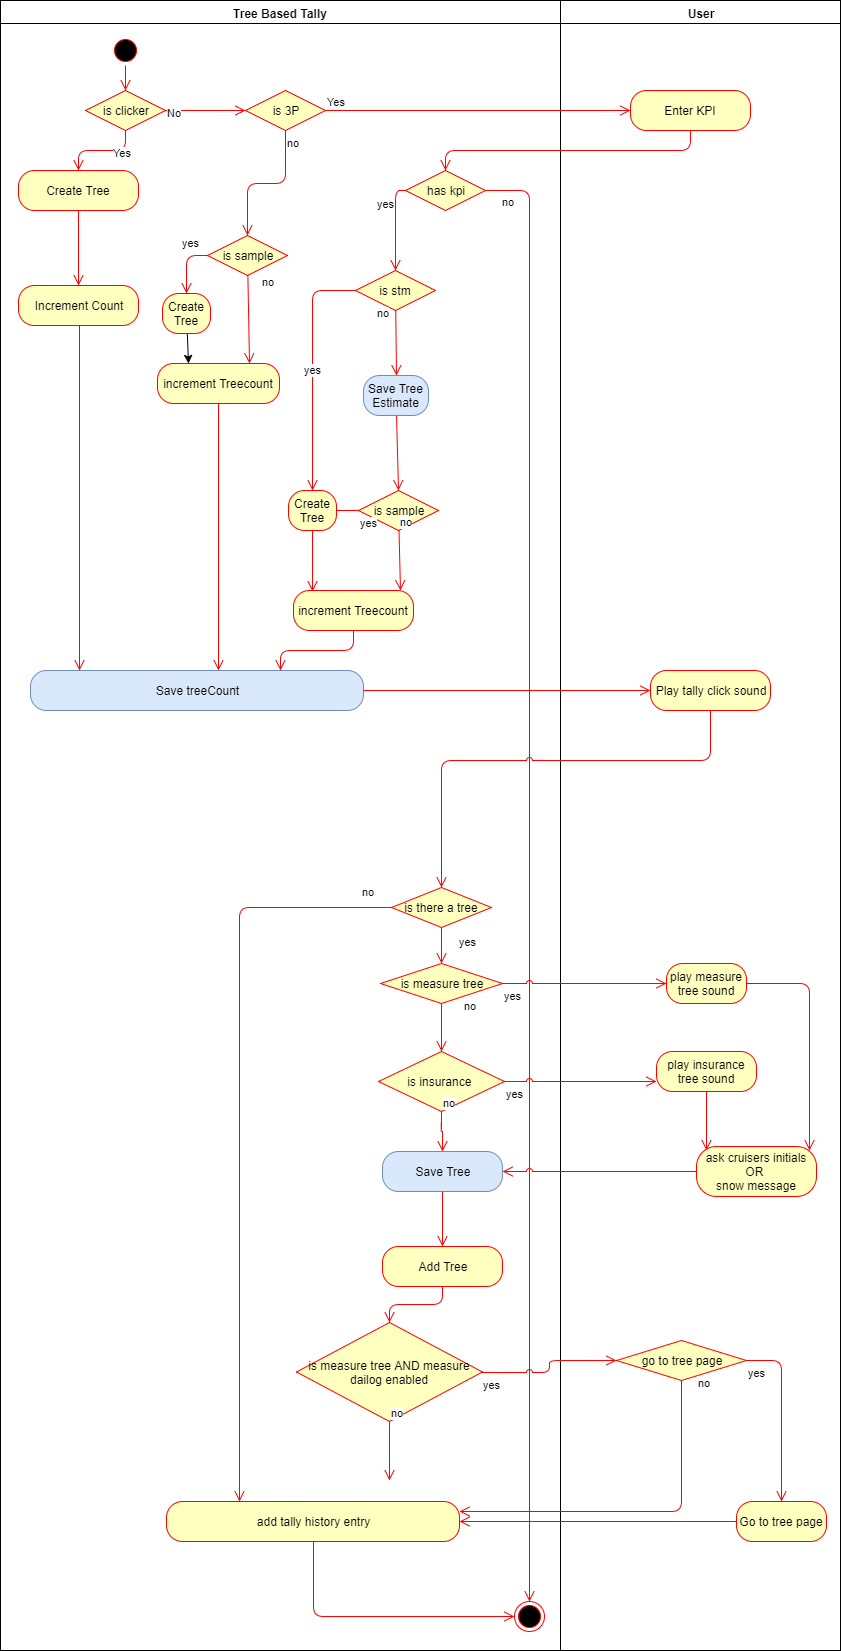 Tree Based Tally
User
is clicker
No
is 3P
Yes
Enter KPI
Yes
no
Create Tree
has kpi
yes
no
yes
is sample
no
Increment Count
Create
Tree
is stm
no
yes
increment Treecount
Save Tree
Estimate
Create
Tree
is sample
yes
no
increment Treecount
Save treeCount
Play tally click sound
no
is there a tree
yes
is measure tree
yes
no
play measure
tree sound
is insurance
yes
no
play insurance
tree sound
Save Tree
ask cruisers initials
OR
snow message
Add Tree
is measure tree AND measure
dailog enabled
yes
no
go to tree page
yes
no
add tally history entry
Go to tree page